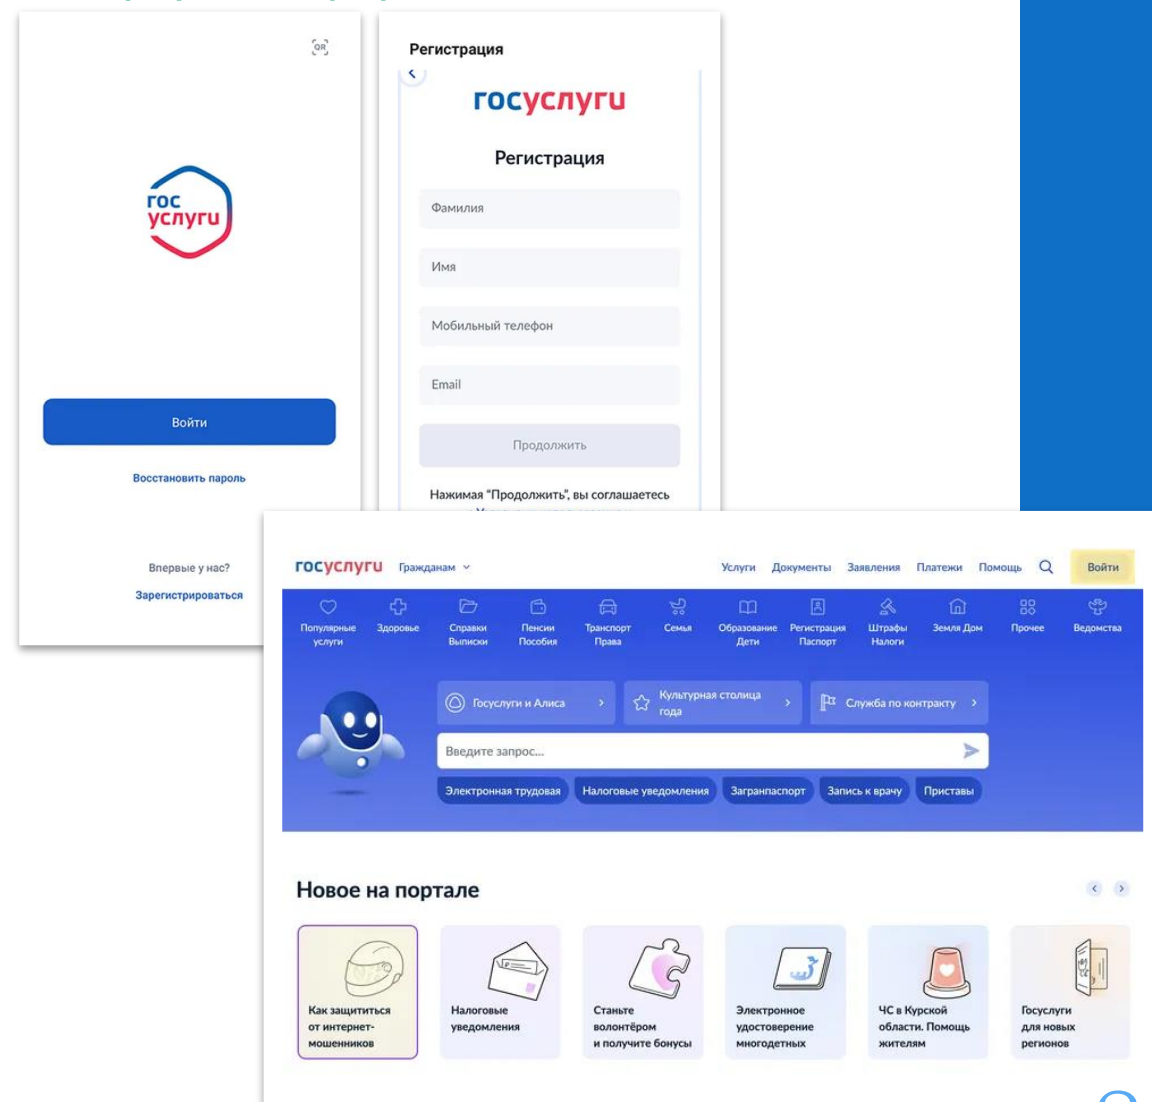 QR
гос
услуги
Войти
Восстановить пароль
Впервые у нас?
Зарегистрироваться
Регистрация
госуслуги
Регистрация
Фамилия
Имя
Мобильный телефон
Email
Продолжить
Нажимая "Продолжить", вы соглашаетесь
госуслуги Гражданам Услуги Документы Заявления Платежи Помощь Войти
Популярные
услуги
Здоровье
Справки
Выписки
Пенсии
Пособия
Транспорт
Права
Семья
Образование
Дети
Регистрация
Паспорт
Штрафы
Налоги
Земля Дом
Прочее
Ведомства
Госуслуги и Алиса
Культурная столица
года
Служба по контракту
Введите запрос...
Электронная трудовая Налоговые уведомления Загранпаспорт Запись к врачу Приставы
Новое на портале
Как защититься
от интернет-
мошенников
Налоговые
уведомления
Станьте
волонтёром
и получите бонусы
Электронное
удостоверение
многодетных
ЧС в Курской
области. Помощь
жителям
Госуслуги
для новых
регионов